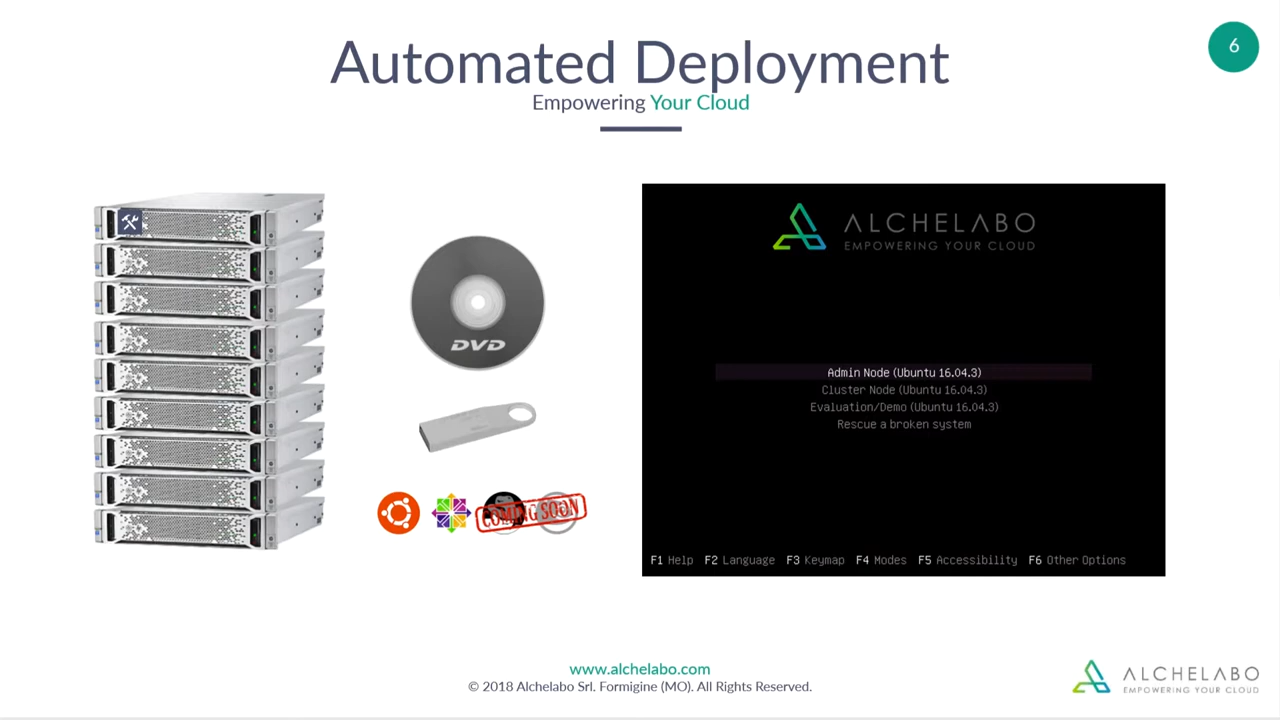 Automated Deployment
6
Empowering Your Cloud
DVD
COMING SOON
ALCHELABO
EMPOWERING YOUR CLOUD
Admin Node (Ubuntu 16.04.3)
Cluster Node (Ubuntu 16.04.3)
Evaluation/Demo (Ubuntu 16.04.3)
Rescue a broken system
F1 Help F2 Language F3 Keymap F4 Modes F5 Accessibility F6 Other Options
www.alchelabo.com
© 2018 Alchelabo Srl. Formigine (MO). All Rights Reserved.
ALCHELABO
EMPOWERING YOUR CLOUD